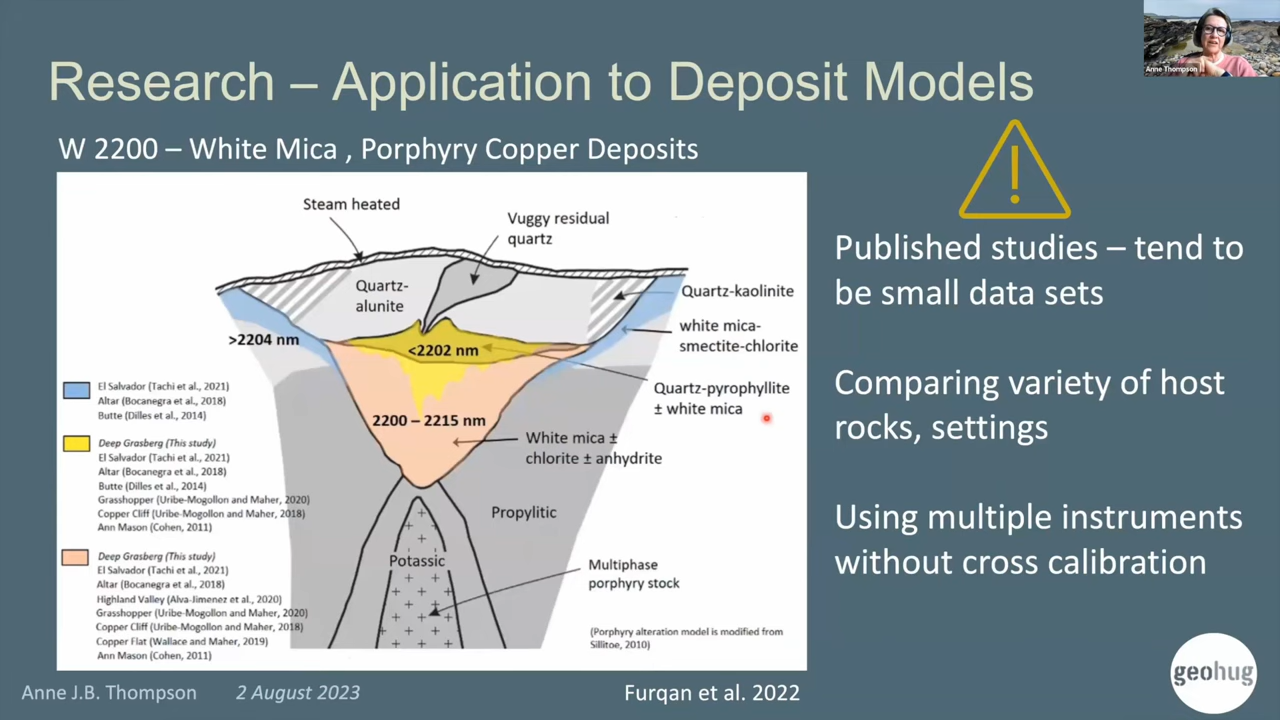 Anne Thompson
Research – Application to Deposit Models
W 2200 – White Mica , Porphyry Copper Deposits
Steam heated
Vuggy residual
quartz
Quartz-
alunite
Quartz-kaolinite
>2204 nm
<2202 nm
white mica-
smectite-chlorite
Quartz-pyrophyllite
± white mica
2200 – 2215 nm
White mica ±
chlorite ± anhydrite
Propylitic
Potassic
Multiphase
porphyry stock
(Porphyry alteration model is modified from
Sillitoe, 2010)
El Salvador (Tachi et al., 2021)
Altar (Bocanegra et al., 2018)
Butte (Dilles et al., 2014)
Deep Grasberg (This study)
El Salvador (Tachi et al., 2021)
Altar (Bocanegra et al., 2018)
Butte (Dilles et al., 2014)
Grasshopper (Uribe-Mogollon and Maher, 2020)
Copper Cliff (Uribe-Mogollon and Maher, 2018)
Ann Mason (Cohen, 2011)
Deep Grasberg (This study)
El Salvador (Tachi et al., 2021)
Altar (Bocanegra et al., 2018)
Highland Valley (Alva-Jimenez et al., 2020)
Grasshopper (Uribe-Mogollon and Maher, 2020)
Copper Cliff (Uribe-Mogollon and Maher, 2018)
Copper Flat (Wallace and Maher, 2019)
Ann Mason (Cohen, 2011)
Published studies – tend to
be small data sets
Comparing variety of host
rocks, settings
Using multiple instruments
without cross calibration
Anne J.B. Thompson
2 August 2023
Furqan et al. 2022
geohug